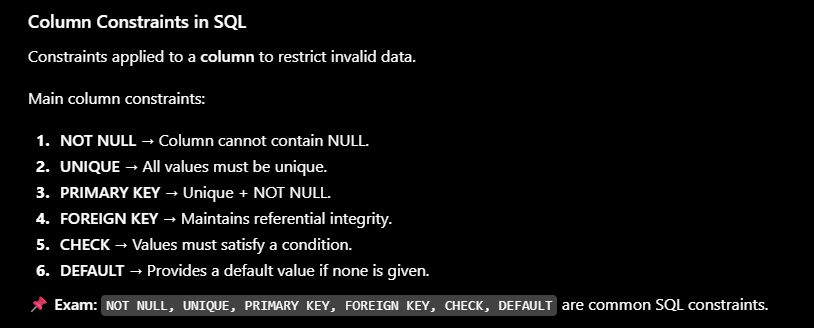 Column Constraints in SQL
Constraints applied to a column to restrict invalid data.
Main column constraints:
1. NOT NULL → Column cannot contain NULL.
2. UNIQUE → All values must be unique.
3. PRIMARY KEY → Unique + NOT NULL.
4. FOREIGN KEY → Maintains referential integrity.
5. CHECK → Values must satisfy a condition.
6. DEFAULT → Provides a default value if none is given.
📌 Exam: NOT NULL, UNIQUE, PRIMARY KEY, FOREIGN KEY, CHECK, DEFAULT are common SQL constraints.